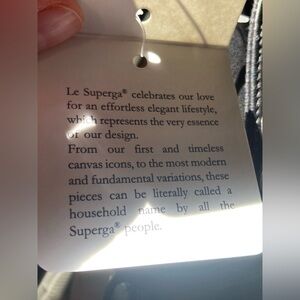 Le Superga® celebrates our love
for an effortless elegant lifestyle,
which represents the very essence
of our design.
From our first and timeless
canvas icons, to the most modern
and fundamental variations, these
pieces can be literally called a
household name by all the
Superga® people.